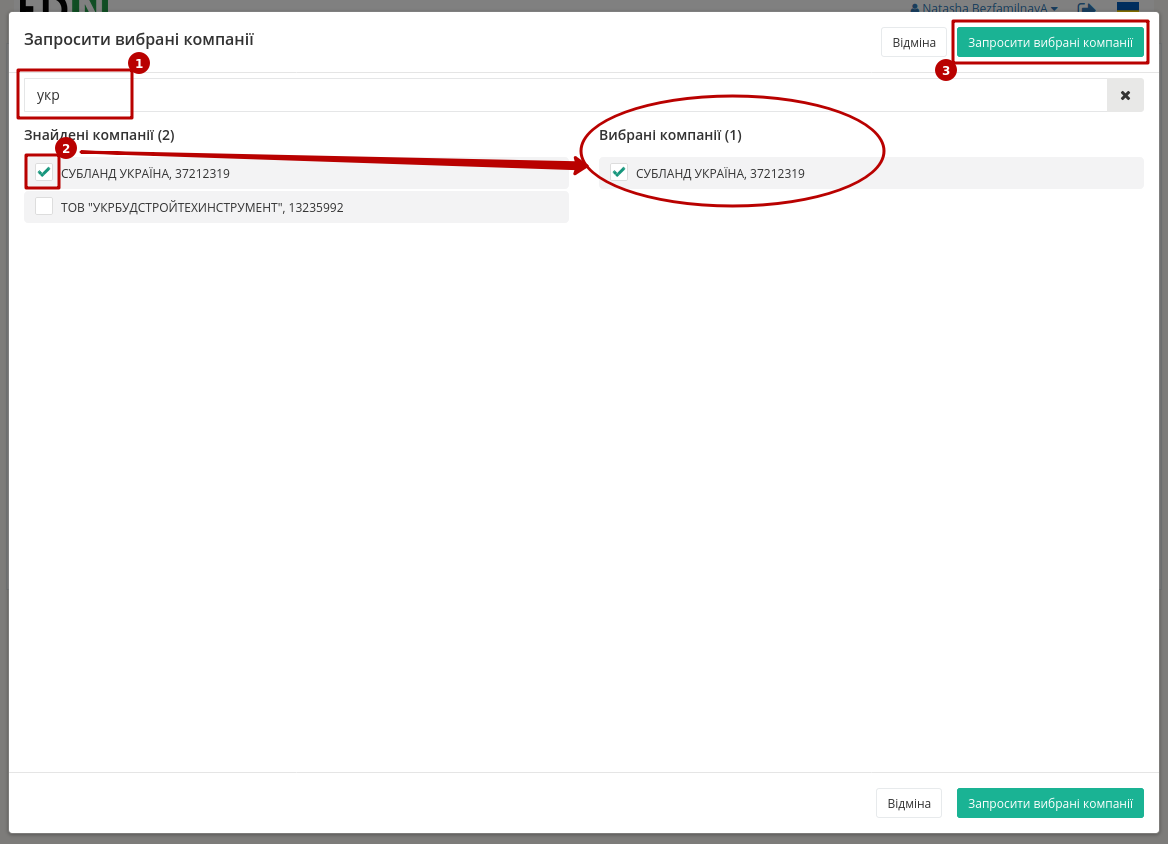 EDIN
Natasha BezfamilnayA
Запросити вибрані компанії
Відміна
Запросити вибрані компанії
1
3
укр
Знайдені компанії (2)
Вибрані компанії (1)
2
СУБЛАНД УКРАЇНА, 37212319
СУБЛАНД УКРАЇНА, 37212319
ТОВ "УКРБУДСТРОЙТЕХИНСТРУМЕНТ", 13235992
Відміна
Запросити вибрані компанії